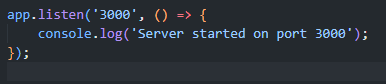 app.listen('3000', () => {
    console.log('Server started on port 3000');
});